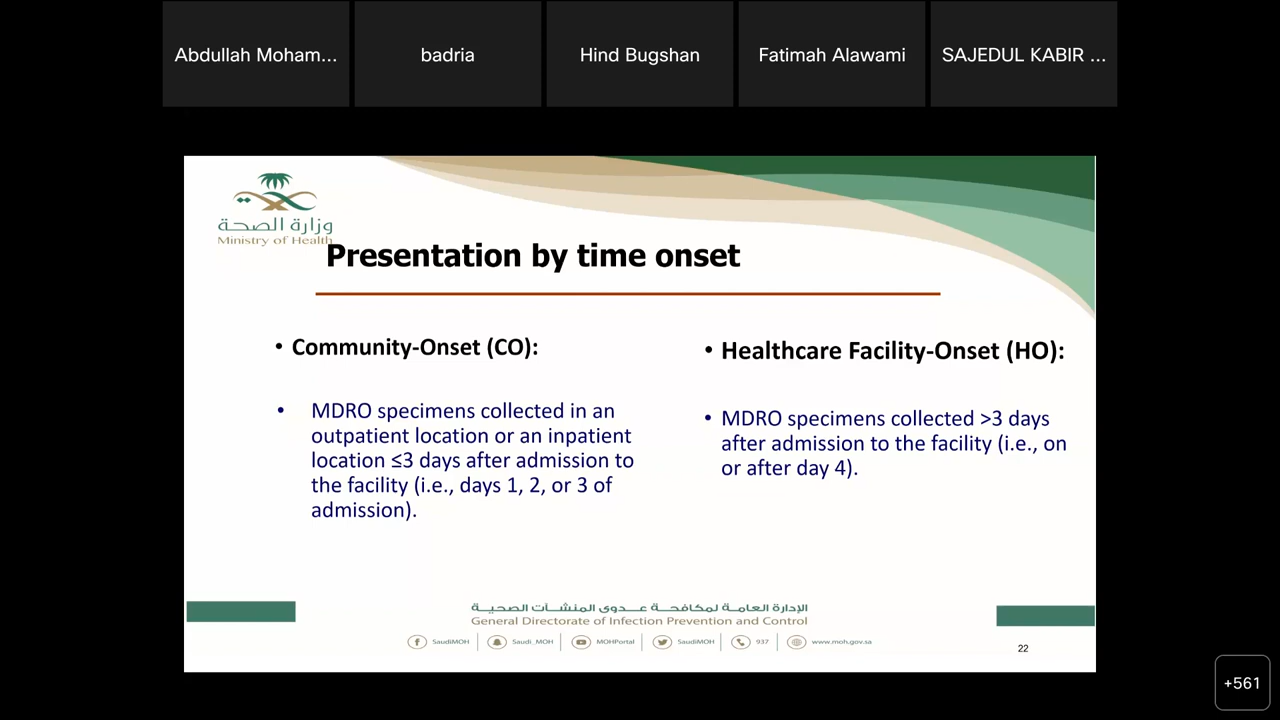 Abdullah Moham...
badria
Hind Bugshan
Fatimah Alawami
SAJEDUL KABIR ...
وزارة الصحة
Ministry of Health
Presentation by time onset
• Community-Onset (CO):
• MDRO specimens collected in an
outpatient location or an inpatient
location ≤3 days after admission to
the facility (i.e., days 1, 2, or 3 of
admission).
• Healthcare Facility-Onset (HO):
• MDRO specimens collected >3 days
after admission to the facility (i.e., on
or after day 4).
الإدارة العامة لمكافحة عدوى المنشآت الصحية
General Directorate of Infection Prevention and Control
SaudiMOH
Saudi_MOH
MOHPortal
SaudiMOH
937
www.moh.gov.sa
22
+561